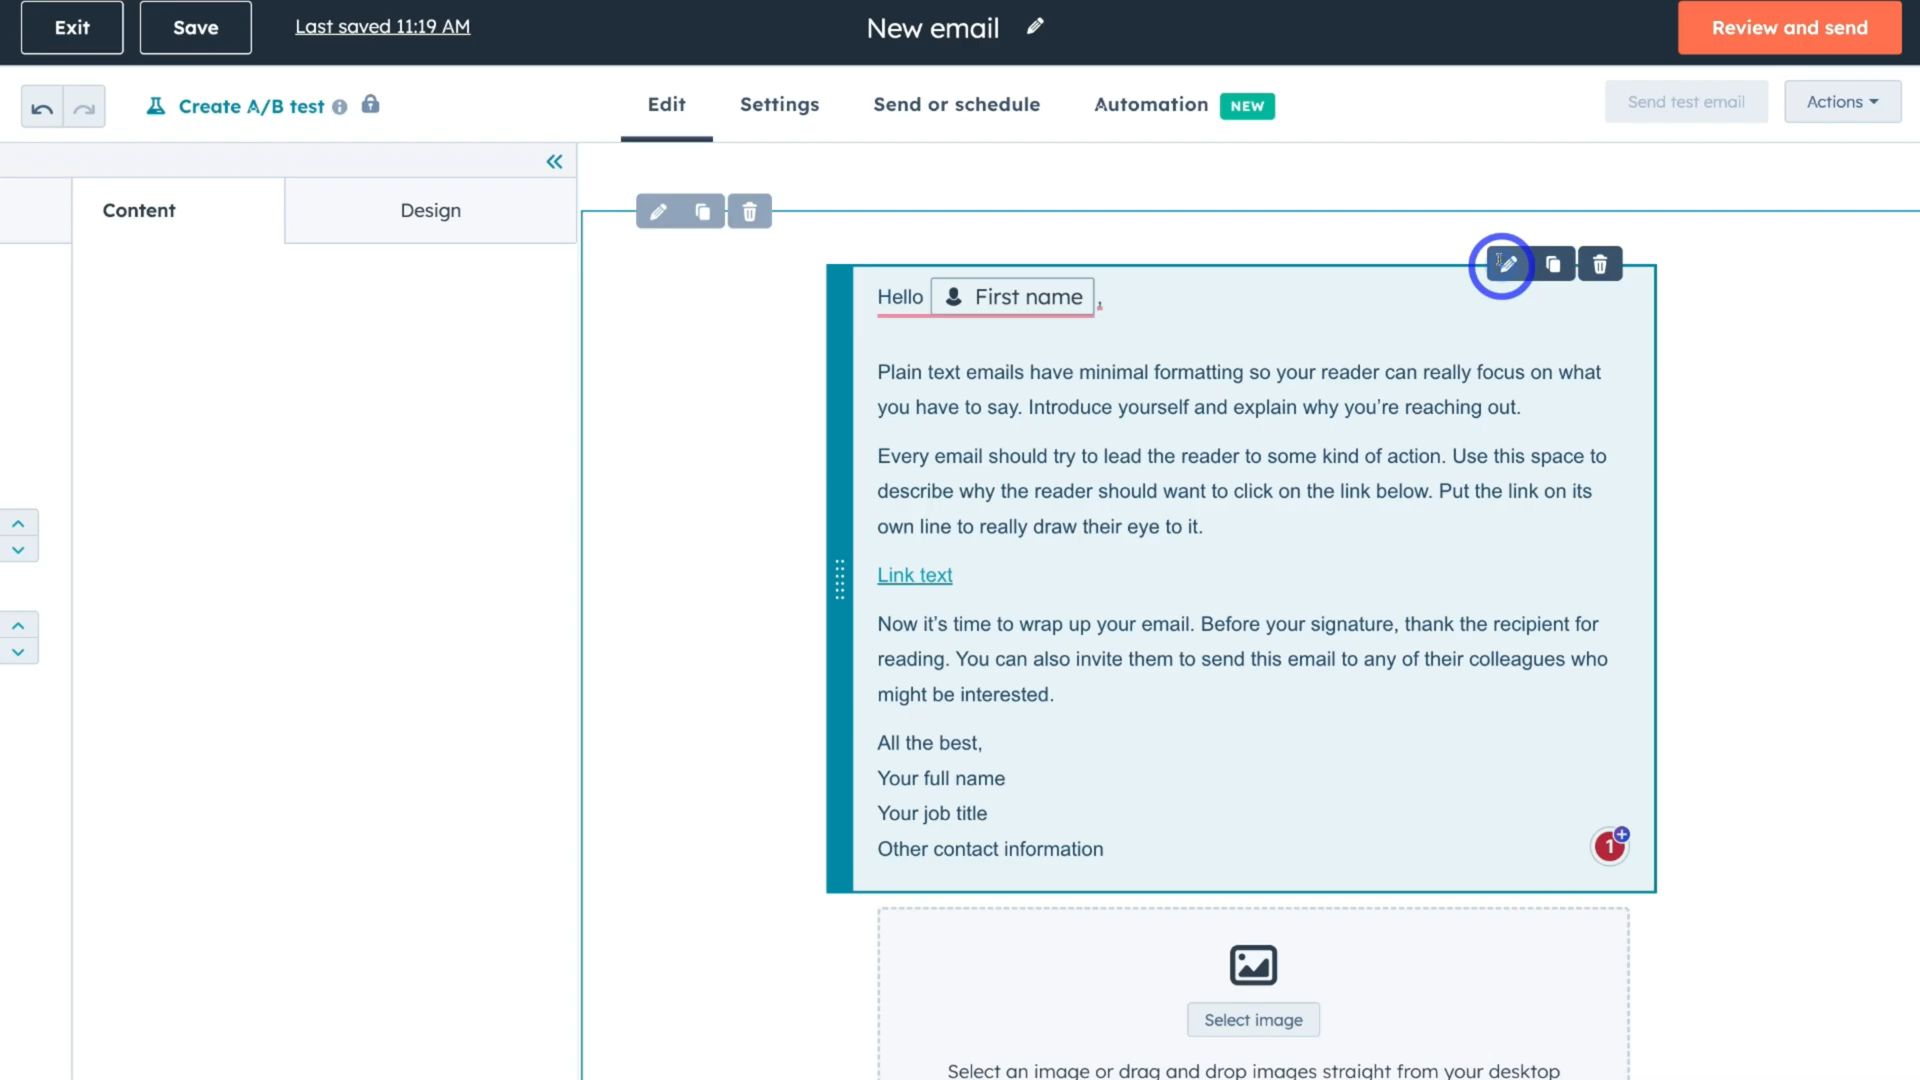 Exit
Save
Last saved 11:19 AM
New email
Review and send
Create A/B test
Edit
Settings
Send or schedule
Automation
NEW
Send test email
Actions
Content
Design
Hello First name ,
Plain text emails have minimal formatting so your reader can really focus on what
you have to say. Introduce yourself and explain why you’re reaching out.
Every email should try to lead the reader to some kind of action. Use this space to
describe why the reader should want to click on the link below. Put the link on its
own line to really draw their eye to it.
Link text
Now it’s time to wrap up your email. Before your signature, thank the recipient for
reading. You can also invite them to send this email to any of their colleagues who
might be interested.
All the best,
Your full name
Your job title
Other contact information
1
Select image
Select an image or drag and drop images straight from your desktop